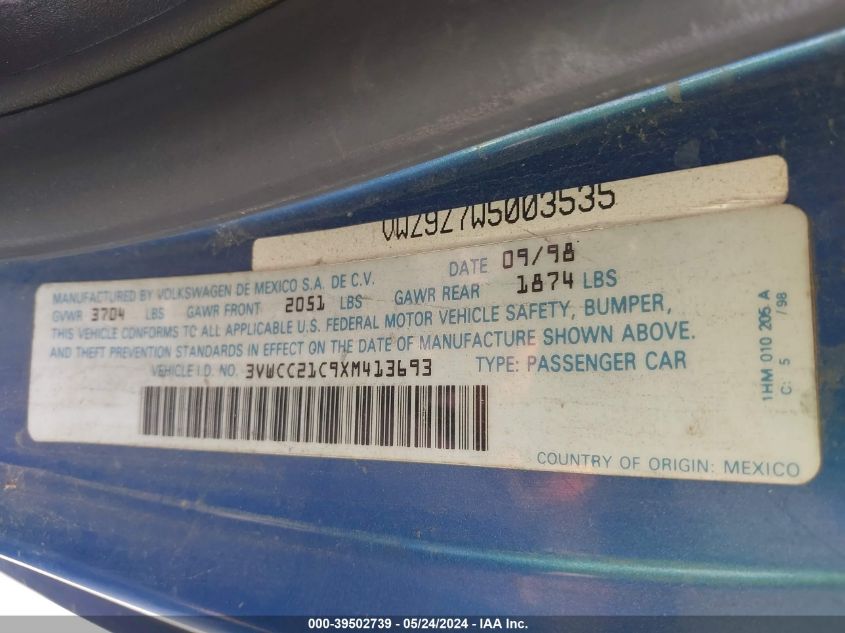 VWZ9Z7W5003535
MANUFACTURED BY VOLKSWAGEN DE MEXICO S.A. DE C.V. DATE 09/98
GVWR 3704 LBS GAWR FRONT 2051 LBS GAWR REAR 1874 LBS
THIS VEHICLE CONFORMS TO ALL APPLICABLE U.S. FEDERAL MOTOR VEHICLE SAFETY, BUMPER,
AND THEFT PREVENTION STANDARDS IN EFFECT ON THE DATE OF MANUFACTURE SHOWN ABOVE.
VEHICLE I.D. NO. 3VWCC21C9XM413693 TYPE: PASSENGER CAR
COUNTRY OF ORIGIN: MEXICO
1HM 010 205 A
C: 5 /98
000-39502739 / 05/24/2024 - IAA Inc.